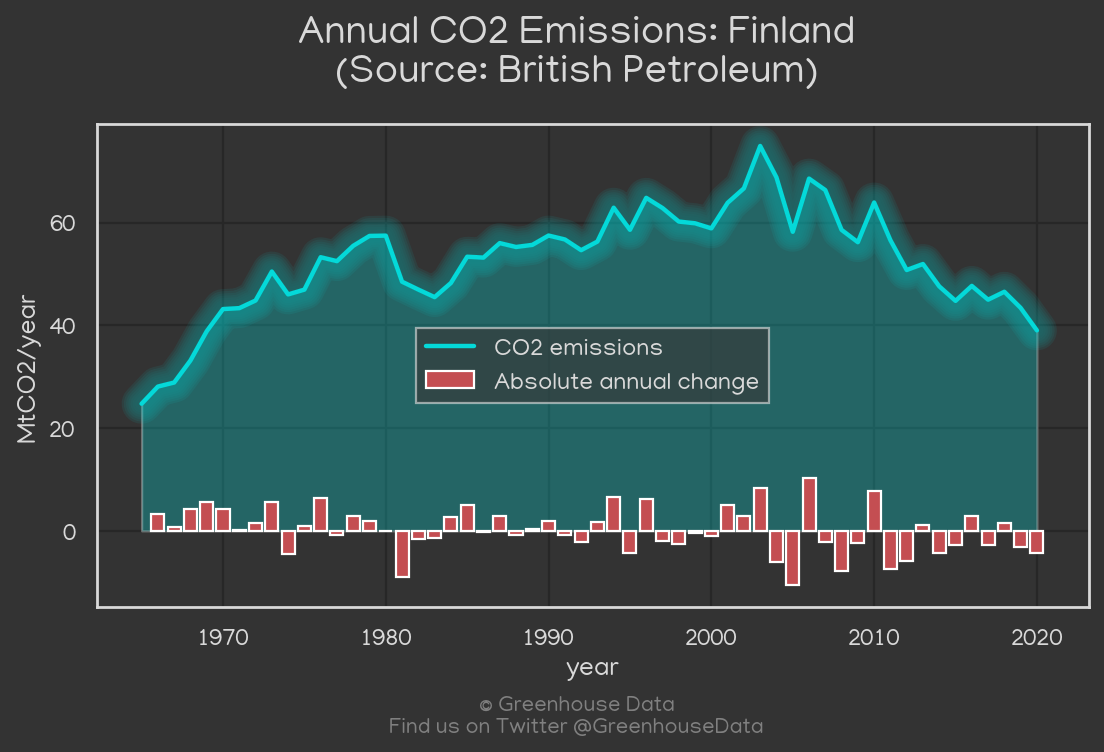 Annual CO2 Emissions: Finland
(Source: British Petroleum)
MtCO2/year
60
40
20
0
CO2 emissions
Absolute annual change
1970 1980 1990 2000 2010 2020
year
© Greenhouse Data
Find us on Twitter @GreenhouseData